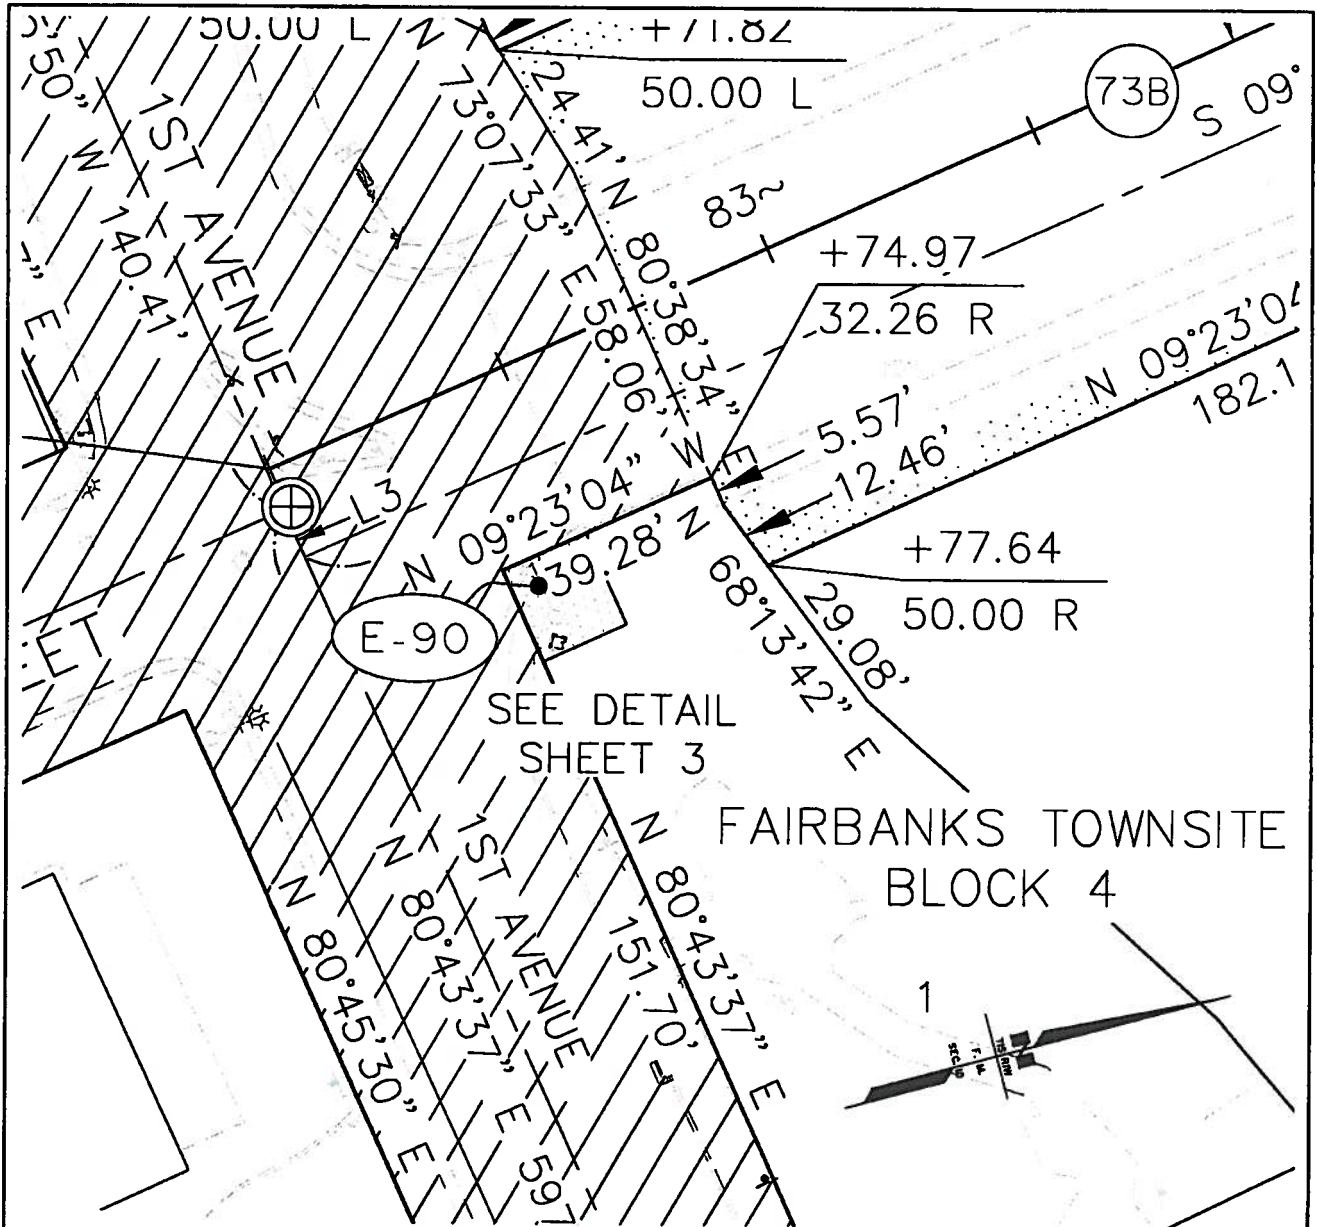 50.00 L
+71.82
50.00 L
73B
S 09°
50" W 140.41'
1ST AVENUE
N 73°07'33" E 58.06'
24.41'
N 80°38'34" E
83~
+74.97
32.26 R
N 09°23'04
182.1
5.57'
12.46'
L3
N 09°23'04" W
39.28'
+77.64
50.00 R
E-90
N 68°13'42" E
29.08'
SEE DETAIL
SHEET 3
FAIRBANKS TOWNSITE
BLOCK 4
1
N 80°45'30" E
N 80°43'37" E 597
1ST AVENUE
151.70'
N 80°43'37" E
F. M.
SEC. 10